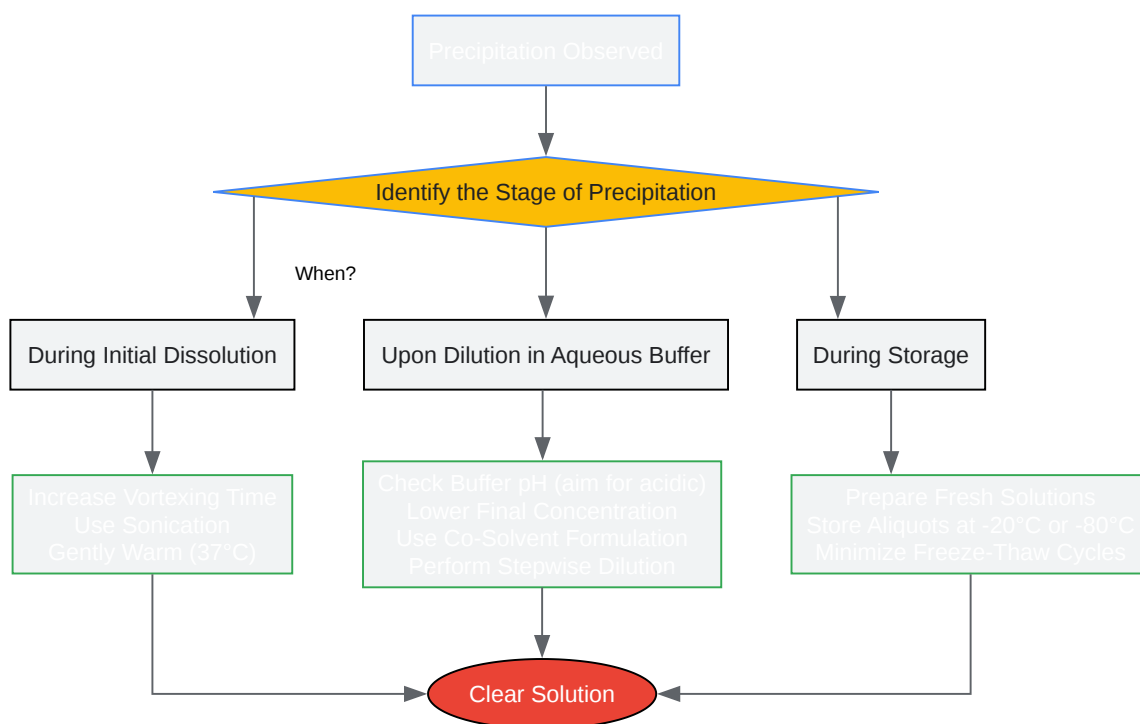 Precipitation Observed
Identify the Stage of Precipitation
When?
During Initial Dissolution
Upon Dilution in Aqueous Buffer
During Storage
Increase Vortexing Time
Use Sonication
Gently Warm (37°C)
Check Buffer pH (aim for acidic)
Lower Final Concentration
Use Co-Solvent Formulation
Perform Stepwise Dilution
Prepare Fresh Solutions
Store Aliquots at -20°C or -80°C
Minimize Freeze-Thaw Cycles
Clear Solution